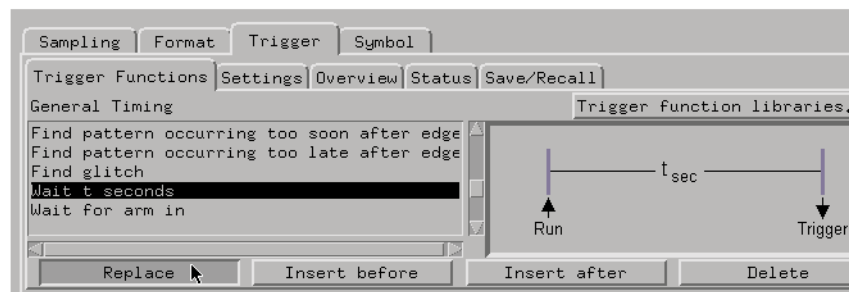 Sampling Format Trigger Symbol
Trigger Functions Settings Overview Status Save/Recall
General Timing
Trigger function libraries.
Find pattern occurring too soon after edge
Find pattern occurring too late after edge
Find glitch
Wait t seconds
Wait for arm in
t sec
Run Trigger
Replace Insert before Insert after Delete